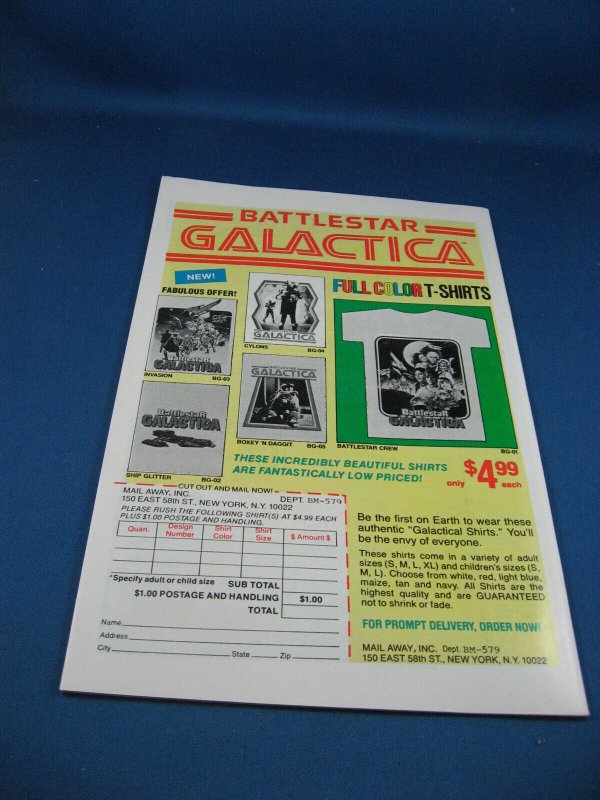 BATTLESTAR
GALACTICA
NEW!
FABULOUS OFFER!
FULL COLOR T-SHIRTS
Battlestar
GALACTICA
INVASION BG-03
GALACTICA
CYLONS BG-04
Battlestar
GALACTICA
SHIP GLITTER BG-02
BATTLESTAR
GALACTICA
BOXEY 'N DAGGIT BG-05
Battlestar
GALACTICA
BATTLESTAR CREW BG-01
THESE INCREDIBLY BEAUTIFUL SHIRTS
ARE FANTASTICALLY LOW PRICED!
only $4.99 each
CUT OUT AND MAIL NOW!
MAIL AWAY, INC. DEPT. BM-579
150 EAST 58th ST., NEW YORK, N.Y. 10022
PLEASE RUSH THE FOLLOWING SHIRT(S) AT $4.99 EACH
PLUS $1.00 POSTAGE AND HANDLING.
Quan. Design Number Shirt Color Shirt Size $ Amount $
*Specify adult or child size SUB TOTAL
$1.00 POSTAGE AND HANDLING $1.00
TOTAL
Name
Address
City State Zip
Be the first on Earth to wear these
authentic "Galactical Shirts." You'll
be the envy of everyone.
These shirts come in a variety of adult
sizes (S, M, L, XL) and children's sizes (S,
M, L). Choose from white, red, light blue,
maize, tan and navy. All Shirts are the
highest quality and are GUARANTEED
not to shrink or fade.
FOR PROMPT DELIVERY, ORDER NOW!
MAIL AWAY, INC. Dept. BM-579
150 EAST 58th ST., NEW YORK, N.Y. 10022